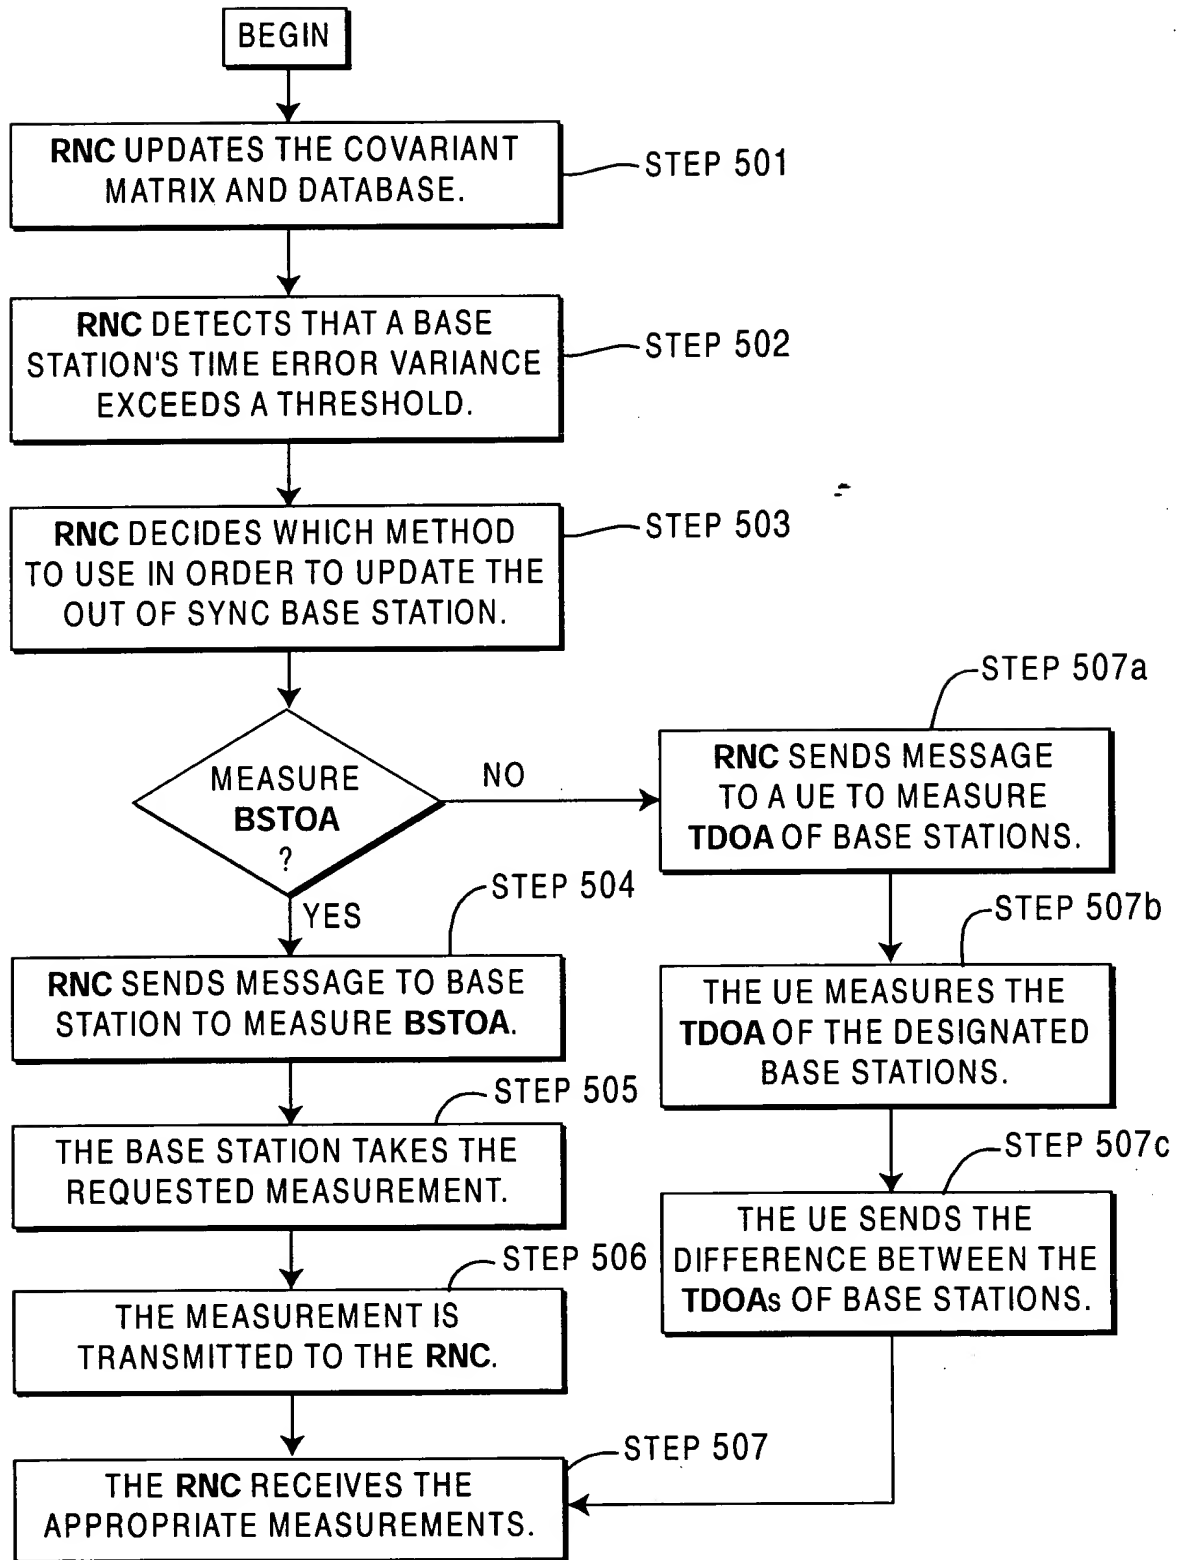 BEGIN
RNC UPDATES THE COVARIANT
MATRIX AND DATABASE.
STEP 501
RNC DETECTS THAT A BASE
STATION'S TIME ERROR VARIANCE
EXCEEDS A THRESHOLD.
STEP 502
RNC DECIDES WHICH METHOD
TO USE IN ORDER TO UPDATE THE
OUT OF SYNC BASE STATION.
STEP 503
MEASURE
BSTOA
?
NO
YES
STEP 504
RNC SENDS MESSAGE TO BASE
STATION TO MEASURE BSTOA.
STEP 505
THE BASE STATION TAKES THE
REQUESTED MEASUREMENT.
STEP 506
THE MEASUREMENT IS
TRANSMITTED TO THE RNC.
STEP 507a
RNC SENDS MESSAGE
TO A UE TO MEASURE
TDOA OF BASE STATIONS.
STEP 507b
THE UE MEASURES THE
TDOA OF THE DESIGNATED
BASE STATIONS.
STEP 507c
THE UE SENDS THE
DIFFERENCE BETWEEN THE
TDOAs OF BASE STATIONS.
STEP 507
THE RNC RECEIVES THE
APPROPRIATE MEASUREMENTS.